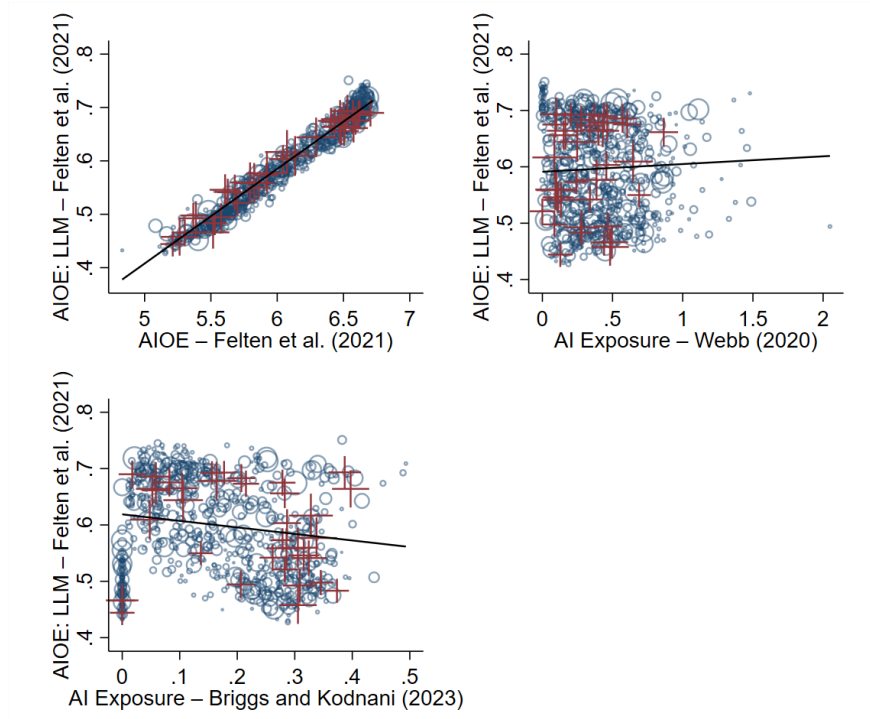 AIOE: LLM – Felten et al. (2021)
.8
.7
.6
.5
.4
5 5.5 6 6.5 7
AIOE – Felten et al. (2021)
AIOE: LLM – Felten et al. (2021)
.8
.7
.6
.5
.4
0 .5 1 1.5 2
AI Exposure – Webb (2020)
AIOE: LLM – Felten et al. (2021)
.8
.7
.6
.5
.4
0 .1 .2 .3 .4 .5
AI Exposure – Briggs and Kodnani (2023)